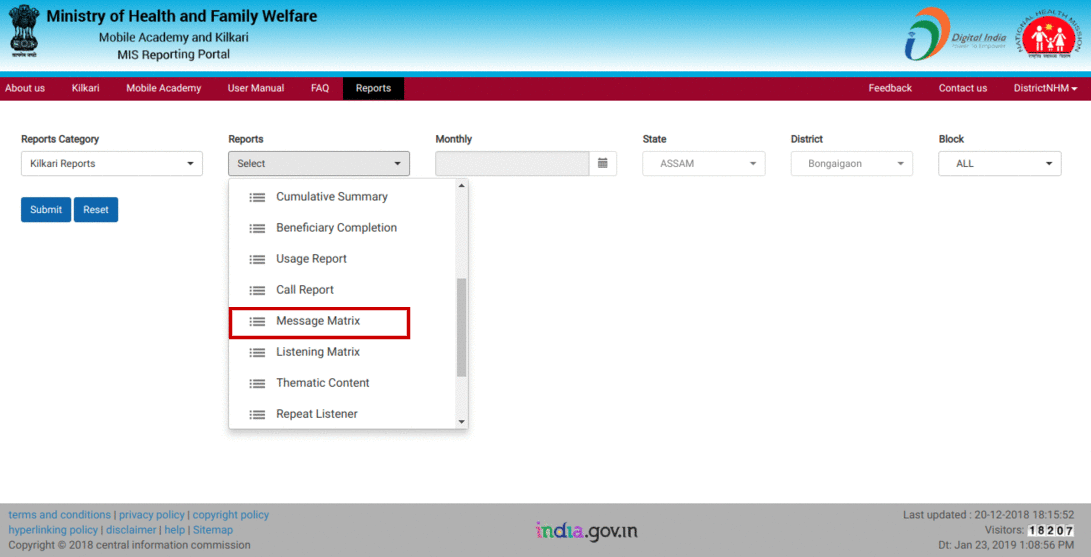 Ministry of Health and Family Welfare
Mobile Academy and Kilkari
MIS Reporting Portal
Digital India
Power To Empower
NATIONAL HEALTH MISSION
About us Kilkari Mobile Academy User Manual FAQ Reports Feedback Contact us DistrictNHM
Reports Category Reports Monthly State District Block
Kilkari Reports Select ASSAM Bongaigaon ALL
Submit Reset
Cumulative Summary
Beneficiary Completion
Usage Report
Call Report
Message Matrix
Listening Matrix
Thematic Content
Repeat Listener
terms and conditions | privacy policy | copyright policy
hyperlinking policy | disclaimer | help | Sitemap
Copyright © 2018 central information commission
india.gov.in
Last updated : 20-12-2018 18:15:52
Visitors: 18207
Dt: Jan 23, 2019 1:08:56 PM